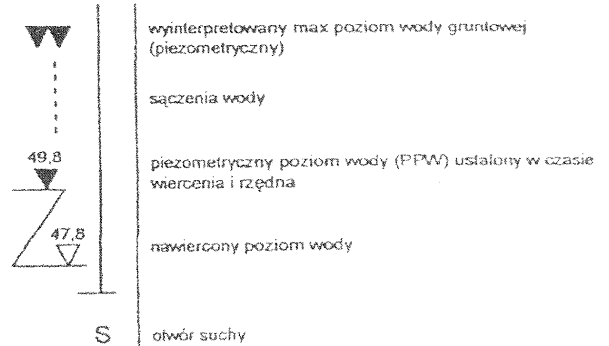 wyinterpretowany max poziom wody gruntowej
(piezometryczny)
sączenia wody
49,8
piezometryczny poziom wody (PPW) ustalony w czasie
wiercenia i rzędna
47,8
nawiercony poziom wody
S
otwór suchy